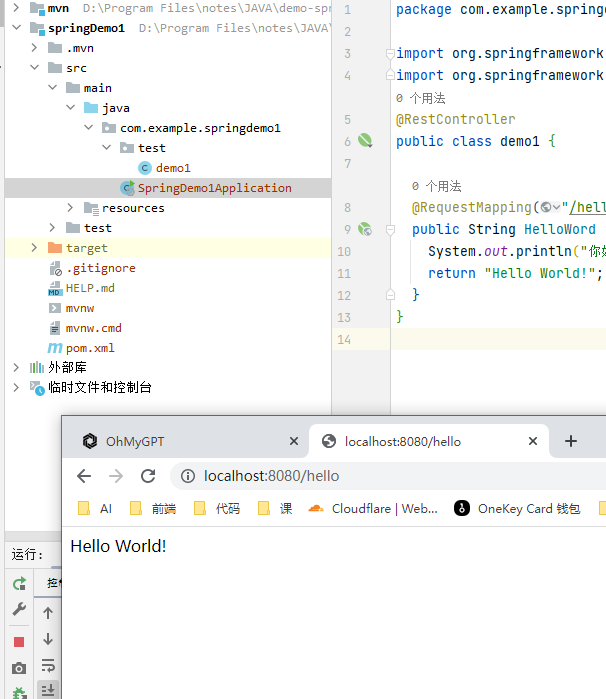 mvn D:\Program Files\notes\JAVA\demo-spr
springDemo1 D:\Program Files\notes\JAVA
.mvn
src
main
java
com.example.springdemo1
test
demo1
SpringDemo1Application
resources
test
target
.gitignore
HELP.md
mvnw
mvnw.cmd
pom.xml
外部库
临时文件和控制台
1 package com.example.springd
2
3 import org.springframework
4 import org.springframework
0 个用法
5 @RestController
6 public class demo1 {
7
0 个用法
8 @RequestMapping("/hell
9 public String HelloWord
10 System.out.println("你好
11 return "Hello World!";
12 }
13 }
14
OhMyGPT
localhost:8080/hello
localhost:8080/hello
AI 前端 代码 课 Cloudflare | Web... OneKey Card 钱包
Hello World!
运行: